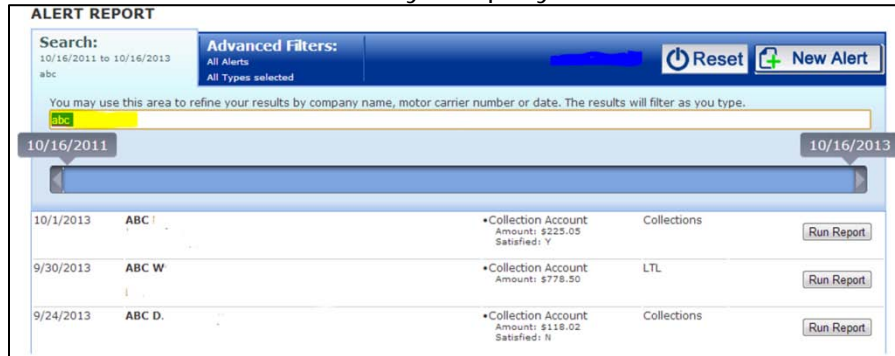 ALERT REPORT
Search:
10/16/2011 to 10/16/2013
abc
Advanced Filters:
All Alerts
All Types selected
Reset
New Alert
You may use this area to refine your results by company name, motor carrier number or date. The results will filter as you type.
abc
10/16/2011
10/16/2013
10/1/2013 ABC •Collection Account Collections Run Report
Amount: $225.05
Satisfied: Y
9/30/2013 ABC W •Collection Account LTL Run Report
Amount: $778.50
9/24/2013 ABC D. •Collection Account Collections Run Report
Amount: $118.02
Satisfied: N